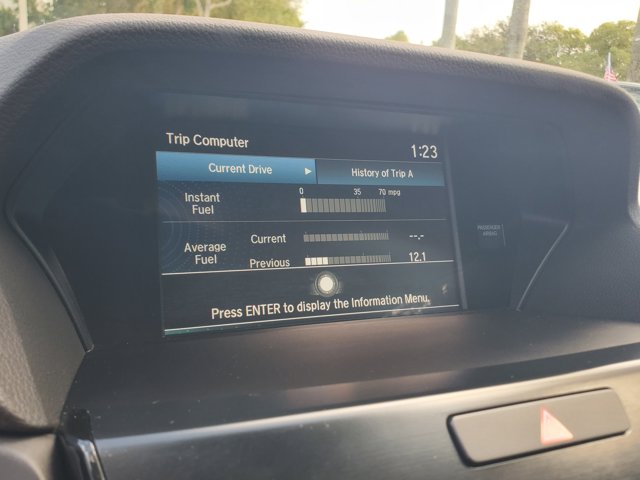 Trip Computer 1:23
Current Drive History of Trip A
0 35 70 mpg
Instant
Fuel
Average
Fuel
Current --.-
Previous 12.1
Press ENTER to display the Information Menu.
PASSENGER
AIRBAG